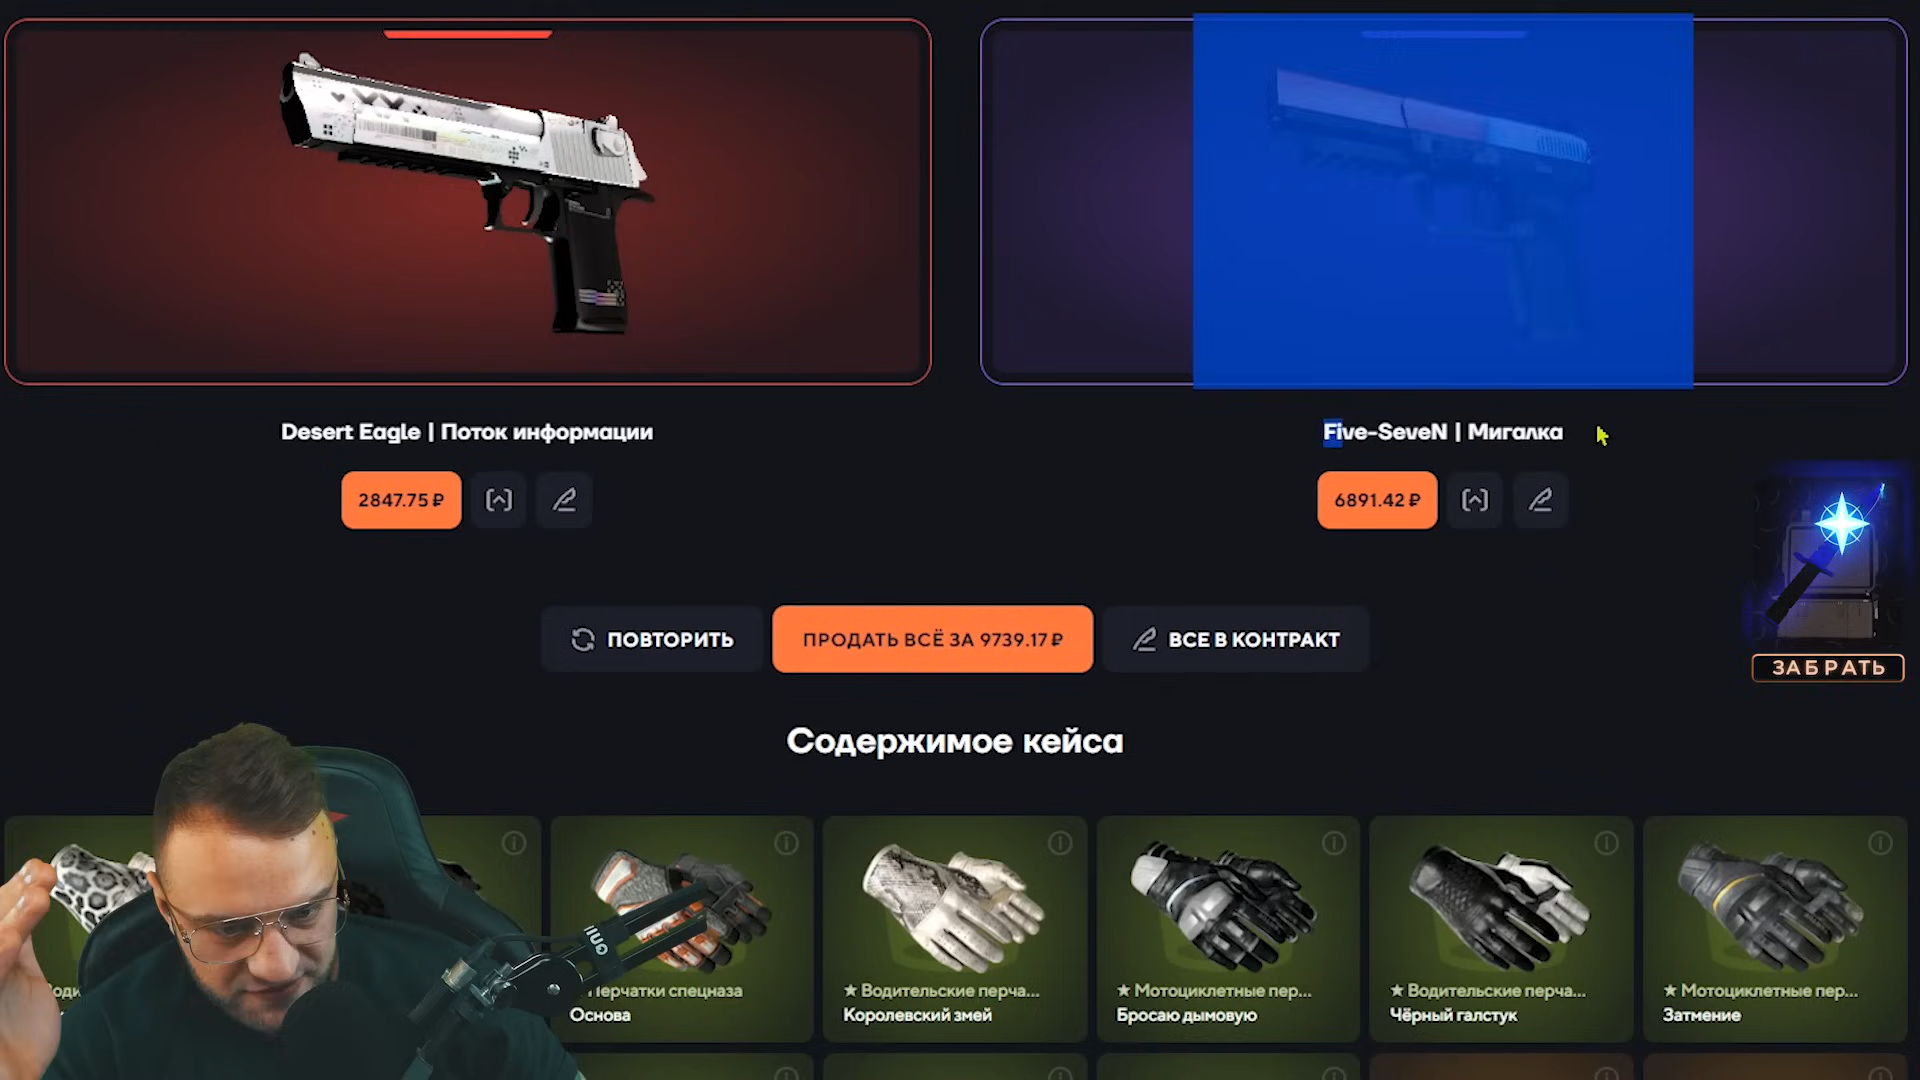 Desert Eagle | Поток информации
Five-SeveN | Мигалка
2847.75 ₽
6891.42 ₽
ПОВТОРИТЬ
ПРОДАТЬ ВСЁ ЗА 9739.17 ₽
ВСЕ В КОНТРАКТ
ЗАБРАТЬ
Содержимое кейса
Перчатки спецназа
★ Водительские перча...
★ Мотоциклетные пер...
★ Водительские перча...
★ Мотоциклетные пер...
Основа
Королевский змей
Бросаю дымовую
Чёрный галстук
Затмение